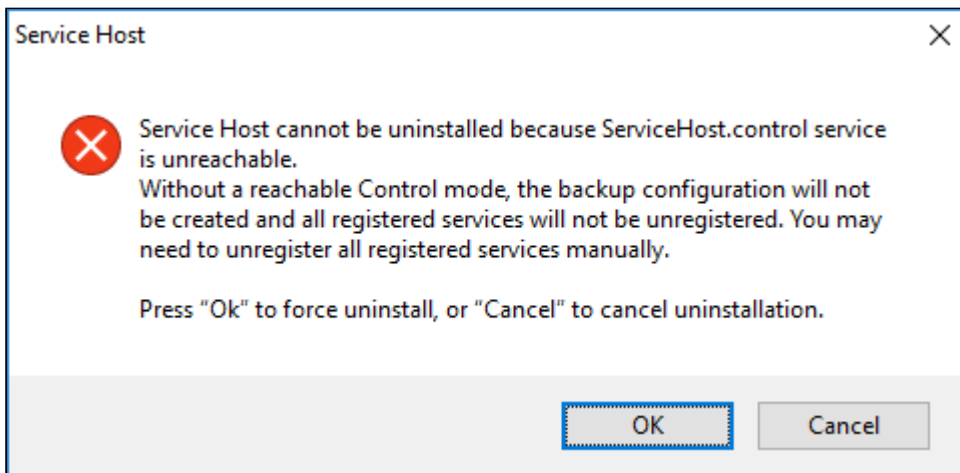 Service Host
Service Host cannot be uninstalled because ServiceHost.control service
is unreachable.
Without a reachable Control mode, the backup configuration will not
be created and all registered services will not be unregistered. You may
need to unregister all registered services manually.
Press “Ok” to force uninstall, or “Cancel” to cancel uninstallation.
OK
Cancel